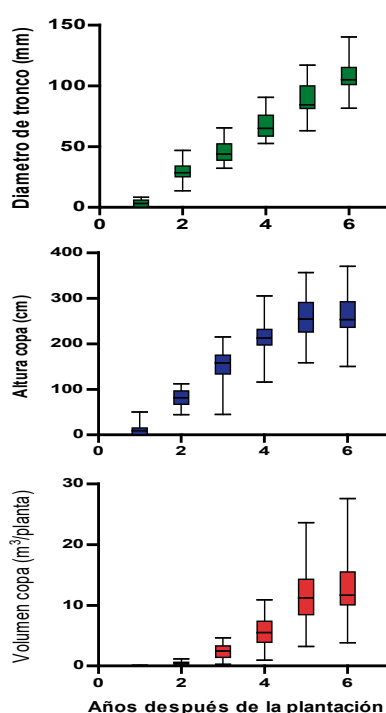 Diametro de tronco (mm)
150
100
50
0
0 2 4 6
Altura copa (cm)
400
300
200
100
0
0 2 4 6
Volumen copa (m³/planta)
30
20
10
0
0 2 4 6
Años después de la plantación